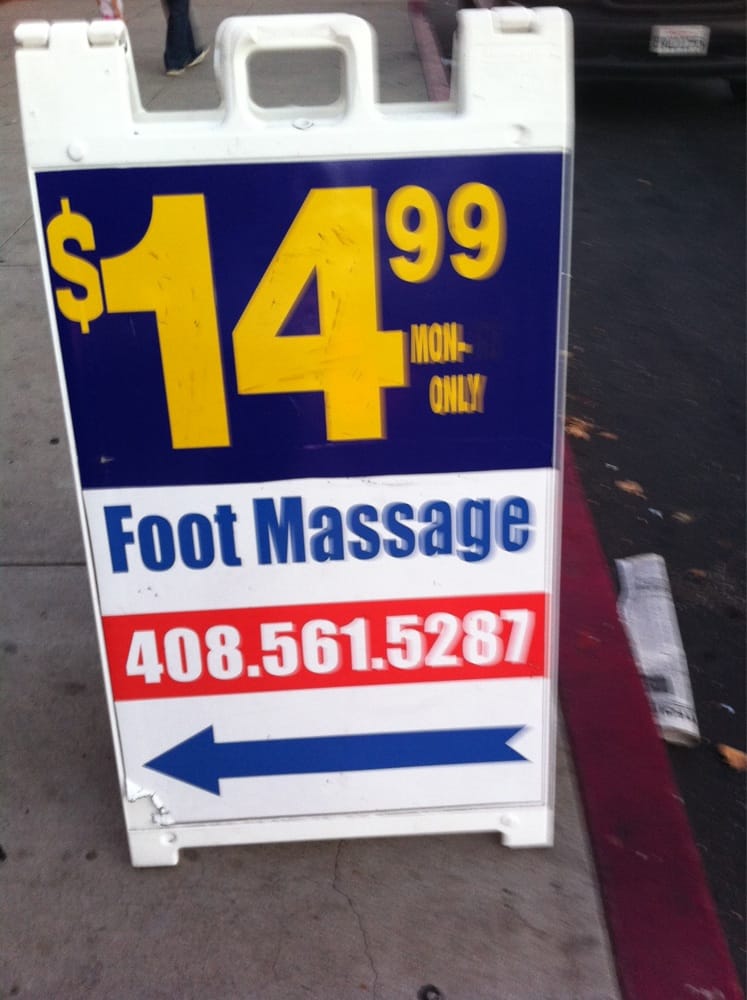 $14.99
MON-
ONLY
Foot Massage
408.561.5287